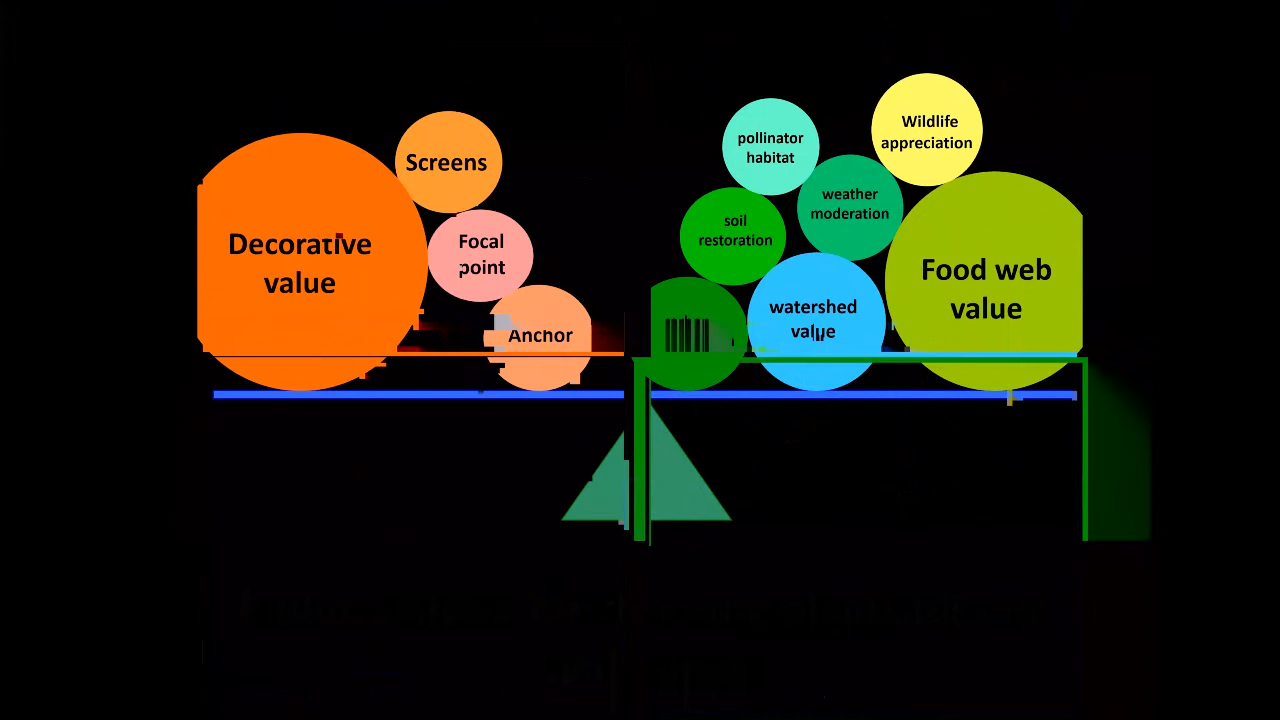 Decorative
value
Screens
Focal
point
Anchor
pollinator
habitat
Wildlife
appreciation
weather
moderation
soil
restoration
watershed
value
Food web
value